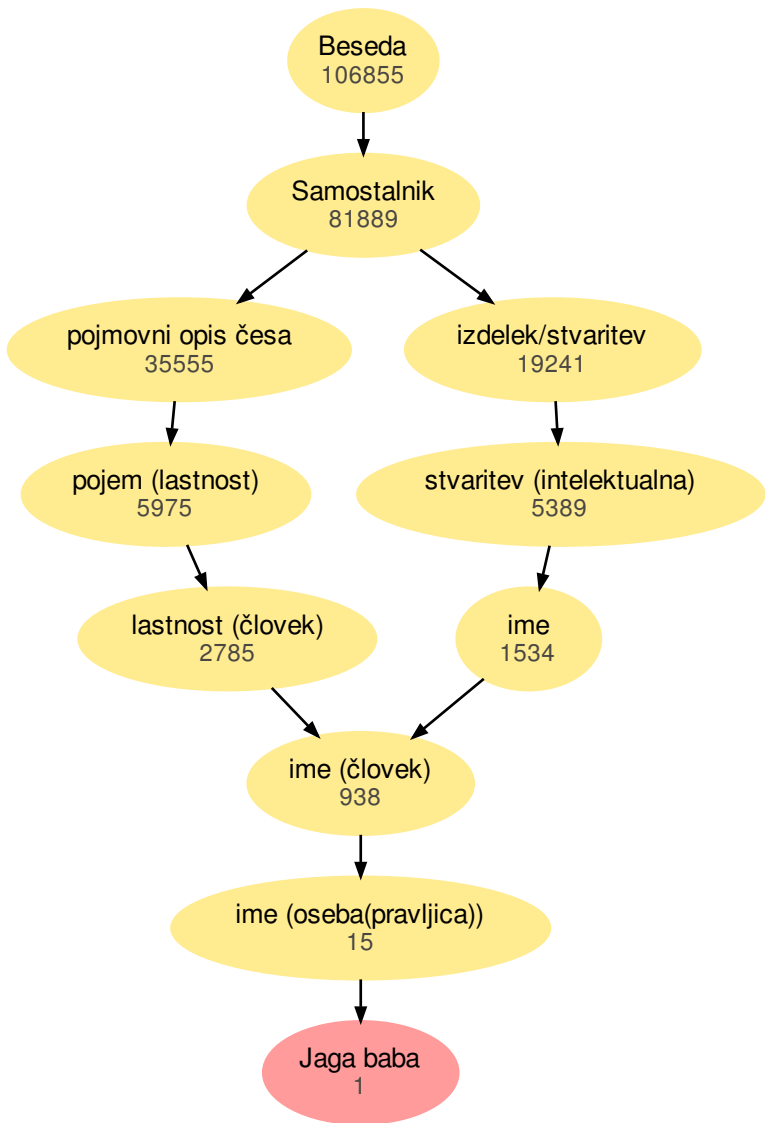 Beseda
106855
Samostalnik
81889
pojmovni opis česa
35555
izdelek/stvaritev
19241
pojem (lastnost)
5975
stvaritev (intelektualna)
5389
lastnost (človek)
2785
ime
1534
ime (človek)
938
ime (oseba(pravljica))
15
Jaga baba
1